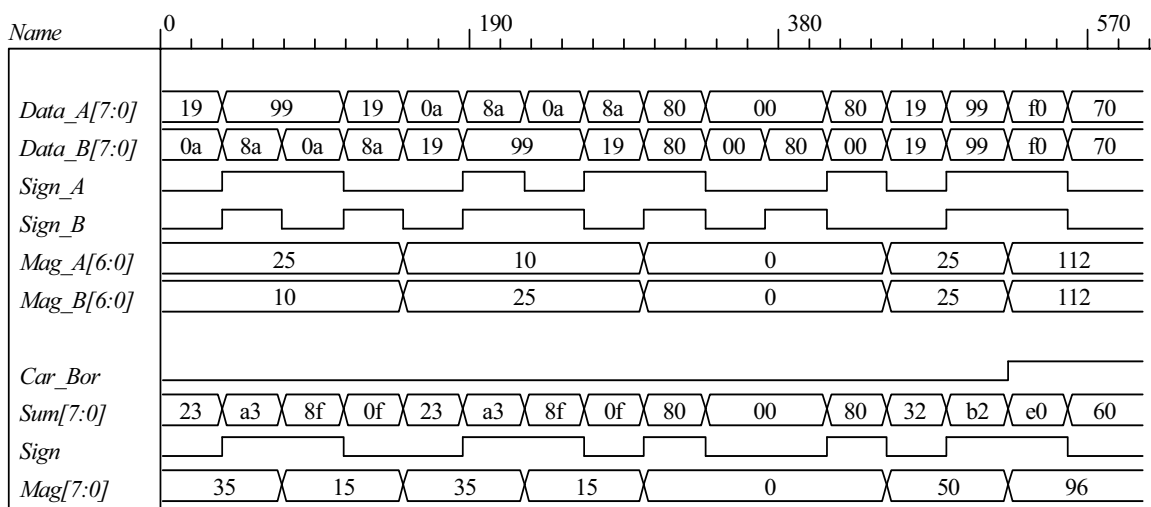 Name 0 190 380 570
Data_A[7:0] 19 99 19 0a 8a 0a 8a 80 00 80 19 99 f0 70
Data_B[7:0] 0a 8a 0a 8a 19 99 19 80 00 80 00 19 99 f0 70
Sign_A
Sign_B
Mag_A[6:0] 25 10 0 25 112
Mag_B[6:0] 10 25 0 25 112
Car_Bor
Sum[7:0] 23 a3 8f 0f 23 a3 8f 0f 80 00 80 32 b2 e0 60
Sign
Mag[7:0] 35 15 35 15 0 50 96